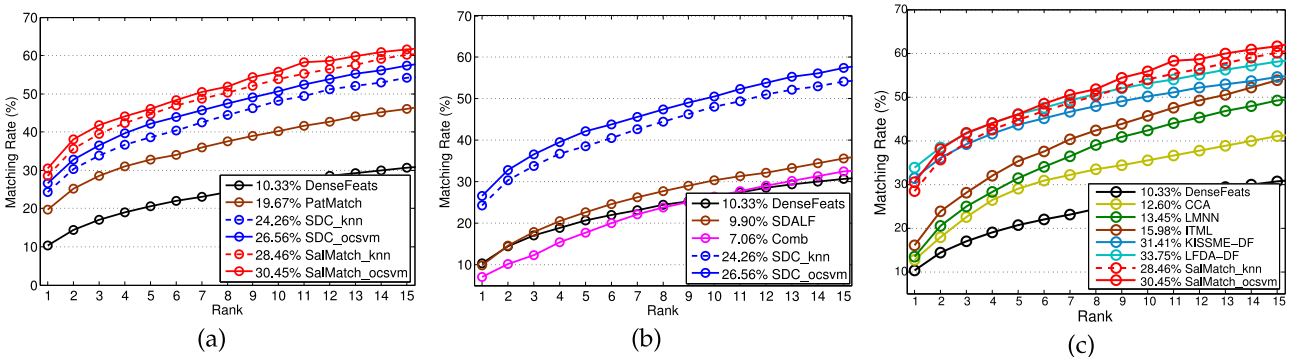 70
60
50
40
30
20
10
0
Matching Rate (%)
1 2 3 4 5 6 7 8 9 10 11 12 13 14 15
Rank
10.33% DenseFeats
19.67% PatMatch
24.26% SDC_knn
26.56% SDC_ocsvm
28.46% SalMatch_knn
30.45% SalMatch_ocsvm
(a)
70
60
50
40
30
20
10
0
Matching Rate (%)
1 2 3 4 5 6 7 8 9 10 11 12 13 14 15
Rank
10.33% DenseFeats
9.90% SDALF
7.06% Comb
24.26% SDC_knn
26.56% SDC_ocsvm
(b)
70
60
50
40
30
20
10
Matching Rate (%)
1 2 3 4 5 6 7 8 9 10 11 12 13 14 15
Rank
10.33% DenseFeats
12.60% CCA
13.45% LMNN
15.98% ITML
31.41% KISSME-DF
33.75% LFDA-DF
28.46% SalMatch_knn
30.45% SalMatch_ocsvm
(c)